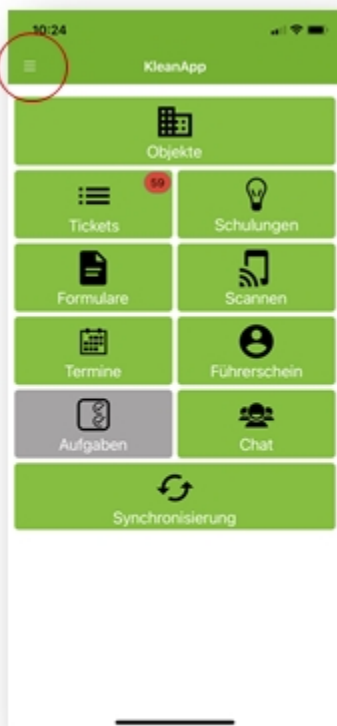 10:24
KleanApp
Objekte
59
Tickets
Schulungen
Formulare
Scannen
Termine
Führerschein
Aufgaben
Chat
Synchronisierung